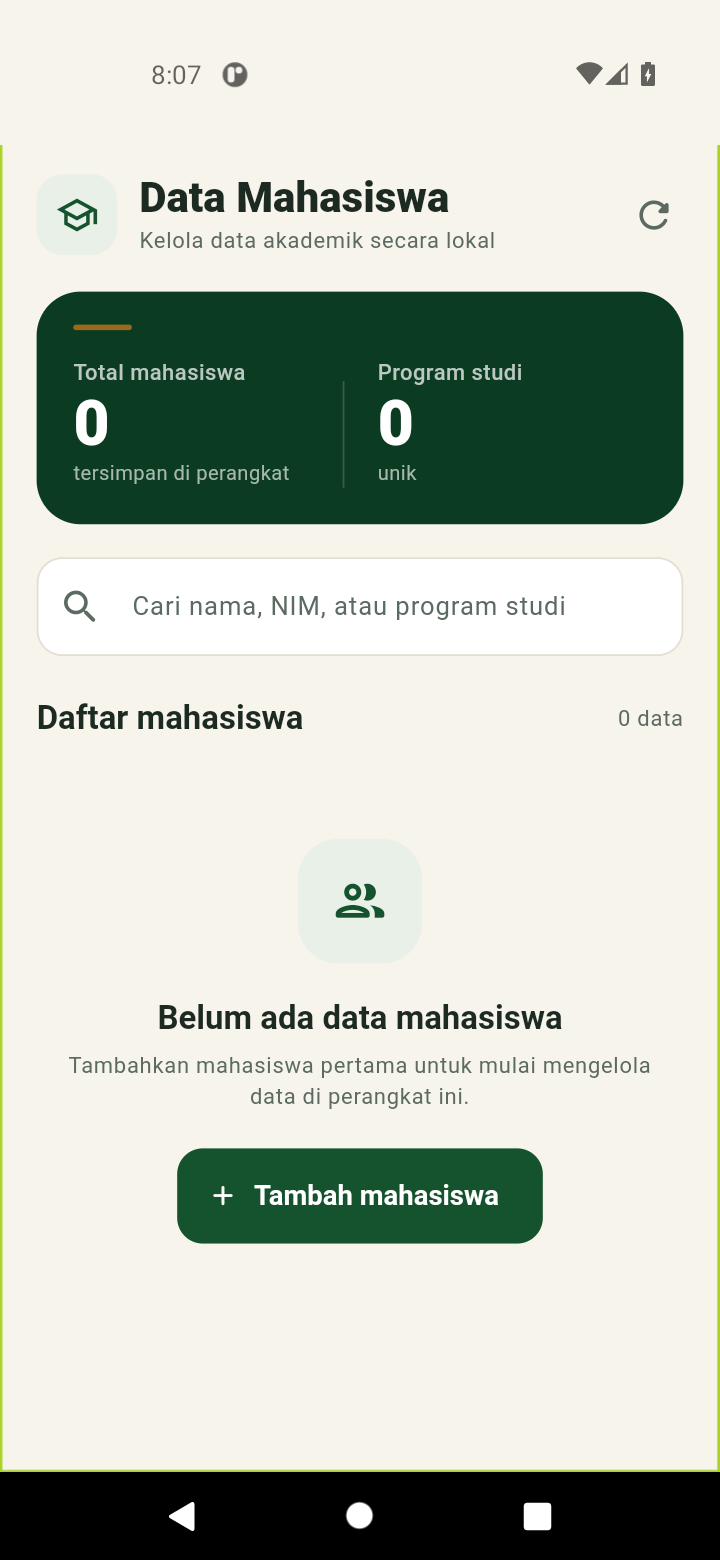 8:07
Data Mahasiswa
Kelola data akademik secara lokal
Total mahasiswa
0
tersimpan di perangkat
Program studi
0
unik
Cari nama, NIM, atau program studi
Daftar mahasiswa
0 data
Belum ada data mahasiswa
Tambahkan mahasiswa pertama untuk mulai mengelola
data di perangkat ini.
Tambah mahasiswa